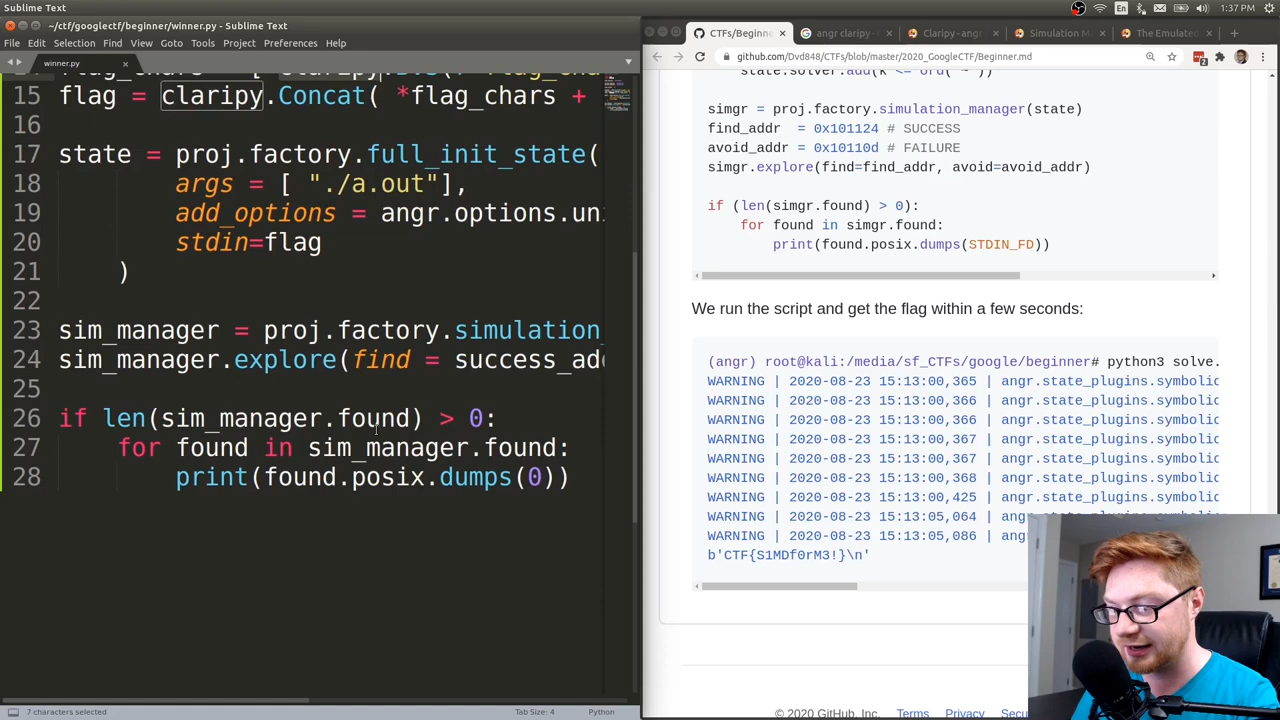 Sublime Text
En
1:37 PM
~/ctf/googlectf/beginner/winner.py - Sublime Text
File Edit Selection Find View Goto Tools Project Preferences Help
winner.py
15 flag = claripy.Concat( *flag_chars +
16
17 state = proj.factory.full_init_state(
18 args = [ "./a.out"],
19 add_options = angr.options.uni
20 stdin=flag
21 )
22
23 sim_manager = proj.factory.simulation_
24 sim_manager.explore(find = success_ad
25
26 if len(sim_manager.found) > 0:
27 for found in sim_manager.found:
28 print(found.posix.dumps(0))
7 characters selected
Tab Size: 4
Python
CTFs/Beginne
angr claripy - G
Claripy - ang
Simulation M
The Emulated
github.com/Dvd848/CTFs/blob/master/2020_GoogleCTF/Beginner.md
state.solver.add(k <= ord('~'))
simgr = proj.factory.simulation_manager(state)
find_addr = 0x101124 # SUCCESS
avoid_addr = 0x10110d # FAILURE
simgr.explore(find=find_addr, avoid=avoid_addr)
if (len(simgr.found) > 0):
for found in simgr.found:
print(found.posix.dumps(STDIN_FD))
We run the script and get the flag within a few seconds:
(angr) root@kali:/media/sf_CTFs/google/beginner# python3 solve.
WARNING | 2020-08-23 15:13:00,365 | angr.state_plugins.symbolic
WARNING | 2020-08-23 15:13:00,366 | angr.state_plugins.symbolic
WARNING | 2020-08-23 15:13:00,366 | angr.state_plugins.symbolic
WARNING | 2020-08-23 15:13:00,367 | angr.state_plugins.symbolic
WARNING | 2020-08-23 15:13:00,367 | angr.state_plugins.symbolic
WARNING | 2020-08-23 15:13:00,368 | angr.state_plugins.symbolic
WARNING | 2020-08-23 15:13:00,425 | angr.state_plugins.symbolic
WARNING | 2020-08-23 15:13:05,064 | ang
WARNING | 2020-08-23 15:13:05,086 | ang
b'CTF{S1MDf0rM3!}\n'
© 2020 GitHub, Inc. Terms Privacy Secu